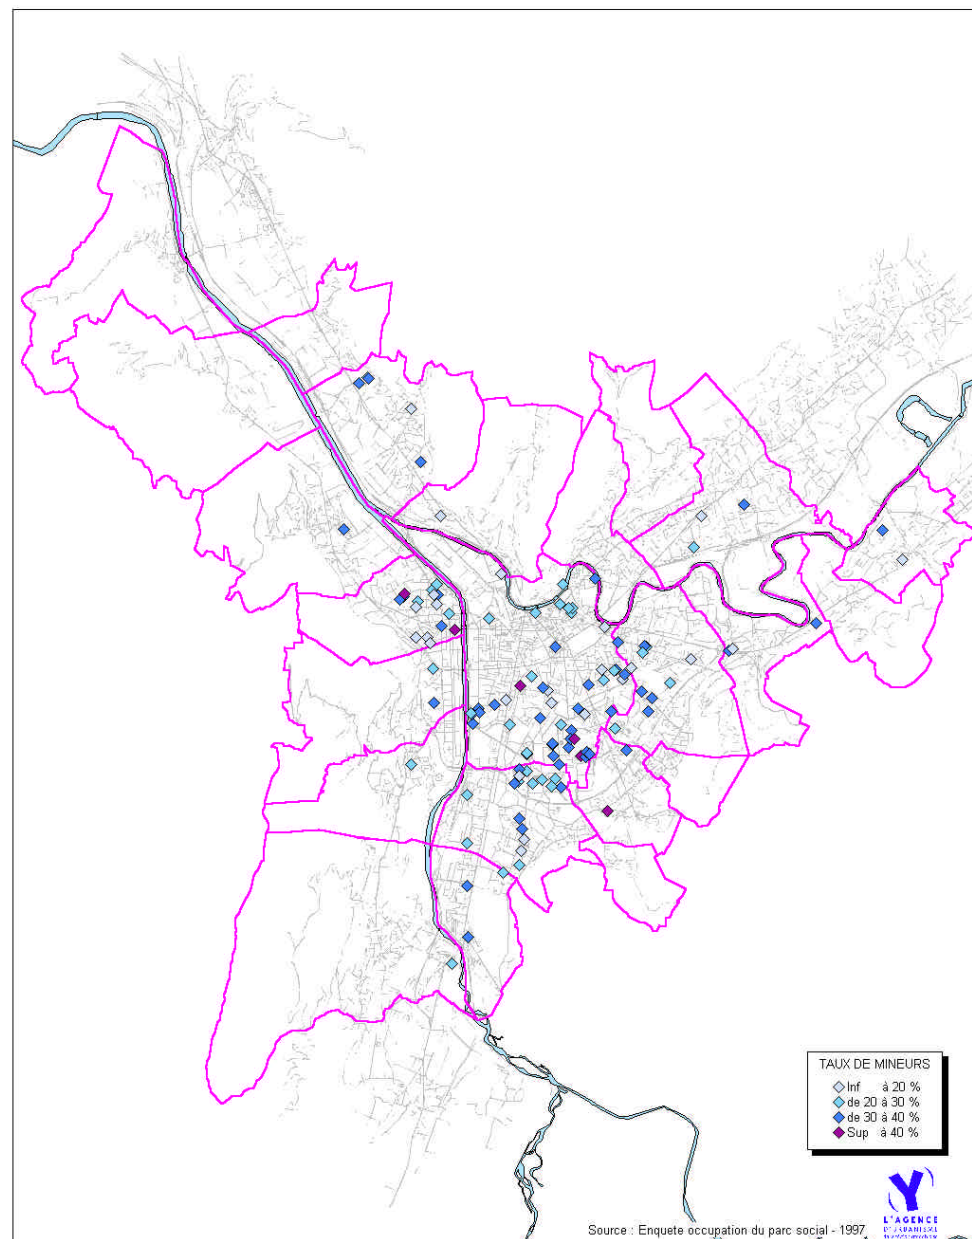 TAUX DE MINEURS
Inf à 20 %
de 20 à 30 %
de 30 à 40 %
Sup à 40 %
Source : Enquete occupation du parc social - 1997
Y
L'AGENCE
D'URBANISME